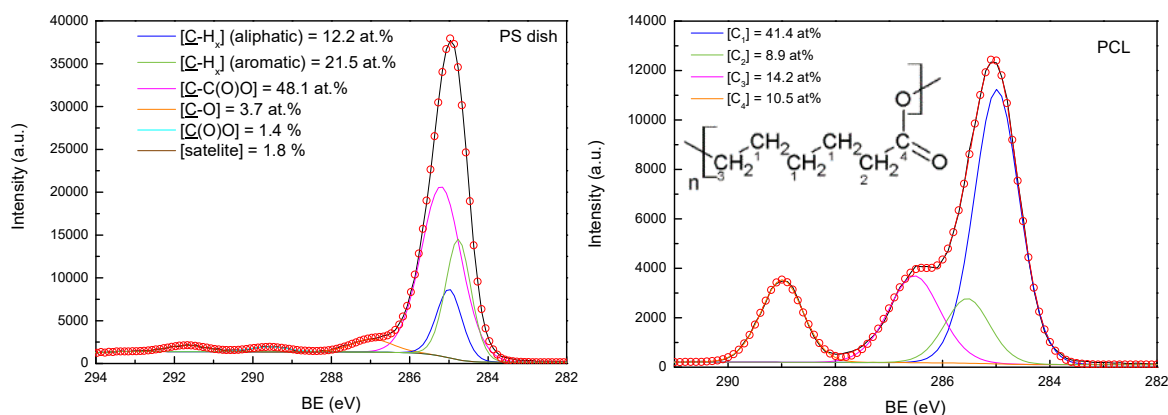 [C-Hx] (aliphatic) = 12.2 at.%
[C-Hx] (aromatic) = 21.5 at.%
[C-C(O)O] = 48.1 at.%
[C-O] = 3.7 at.%
[C(O)O] = 1.4 %
[satelite] = 1.8 %
PS dish
40000
35000
30000
25000
20000
15000
10000
5000
0
Intensity (a.u.)
294 292 290 288 286 284 282
BE (eV)
[C1] = 41.4 at%
[C2] = 8.9 at%
[C3] = 14.2 at%
[C4] = 10.5 at%
PCL
14000
12000
10000
8000
6000
4000
2000
0
Intensity (a.u.)
O
CH2 CH2 C
n CH2 CH2 CH2 O
3 1 1 1 2 4
290 288 286 284 282
BE (eV)